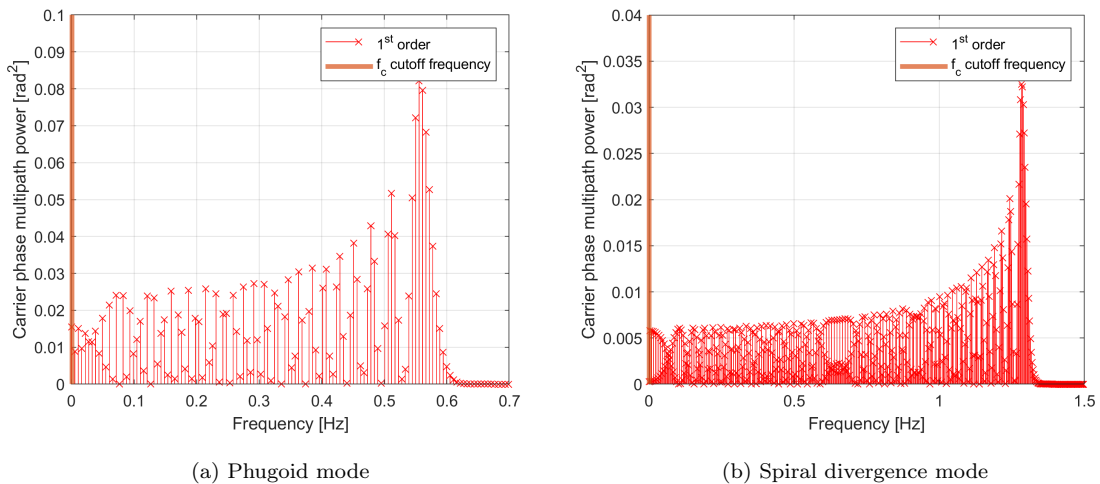 Carrier phase multipath power [rad²]
0.1
0.09
0.08
0.07
0.06
0.05
0.04
0.03
0.02
0.01
0
1st order
fc cutoff frequency
0 0.1 0.2 0.3 0.4 0.5 0.6 0.7
Frequency [Hz]
(a) Phugoid mode
Carrier phase multipath power [rad²]
0.04
0.035
0.03
0.025
0.02
0.015
0.01
0.005
0
1st order
fc cutoff frequency
0 0.5 1 1.5
Frequency [Hz]
(b) Spiral divergence mode